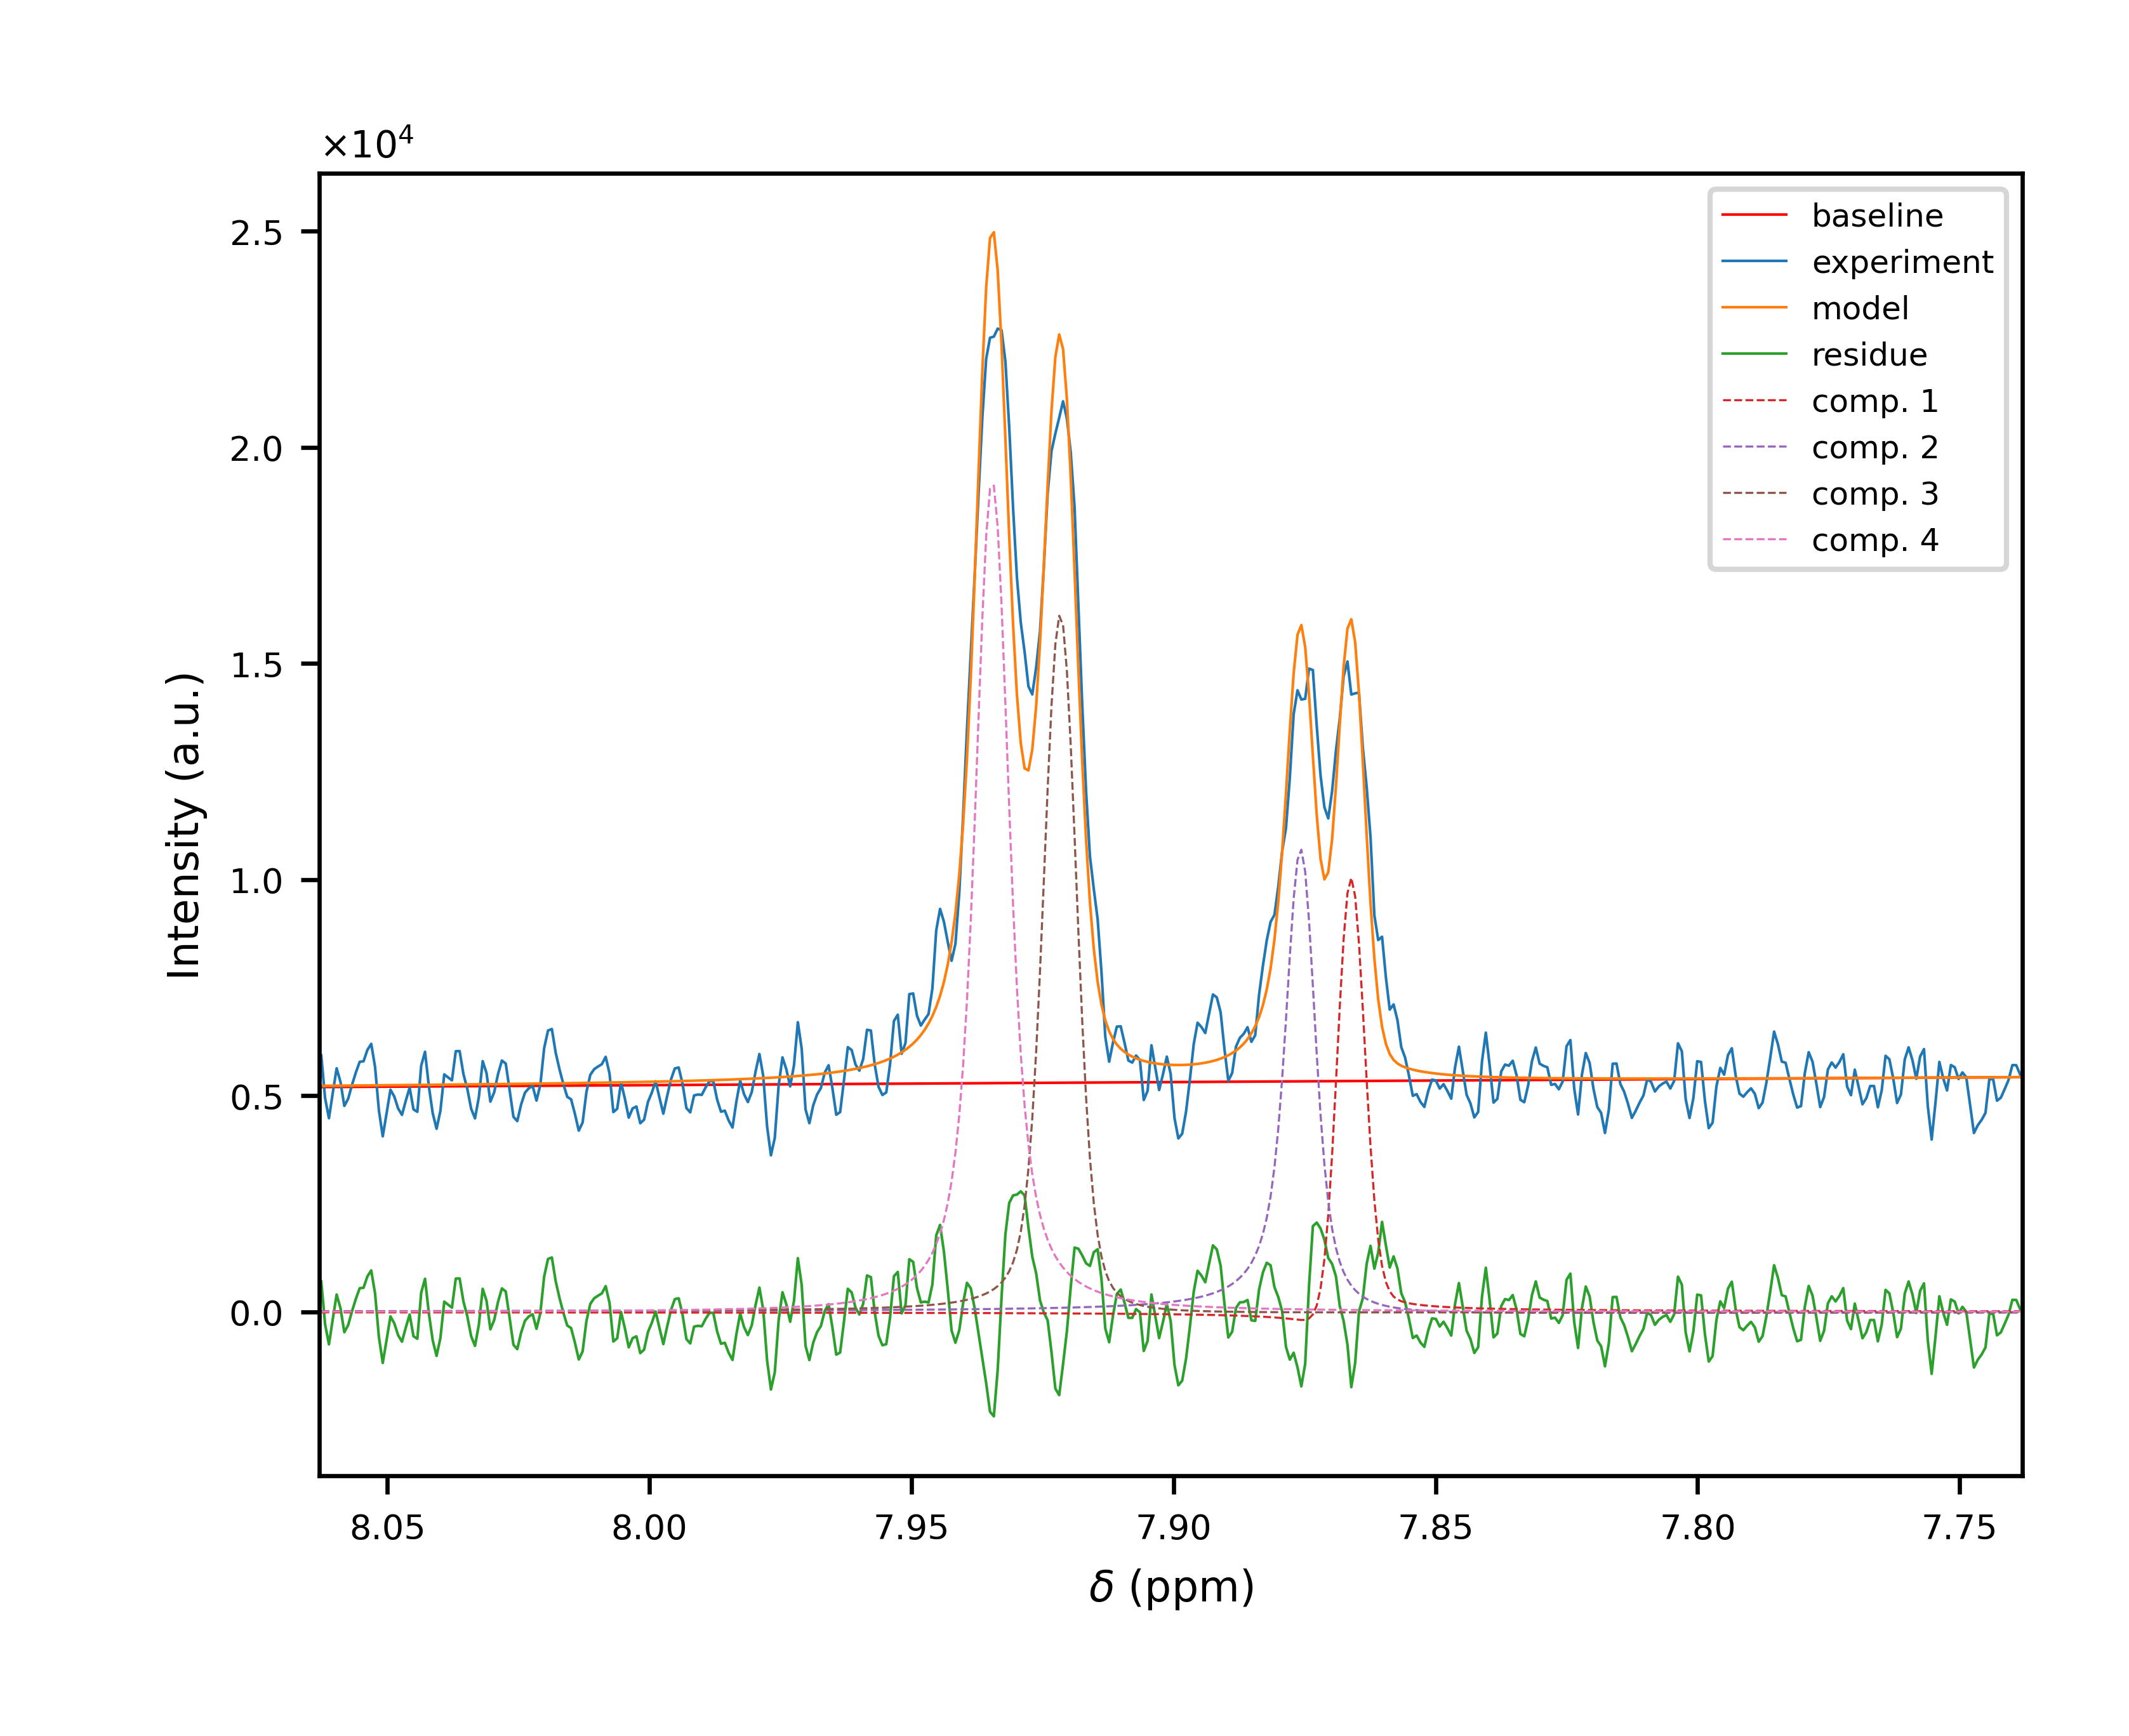 ×10⁴
2.5
2.0
1.5
1.0
0.5
0.0
Intensity (a.u.)
8.05 8.00 7.95 7.90 7.85 7.80 7.75
δ (ppm)
baseline
experiment
model
residue
comp. 1
comp. 2
comp. 3
comp. 4